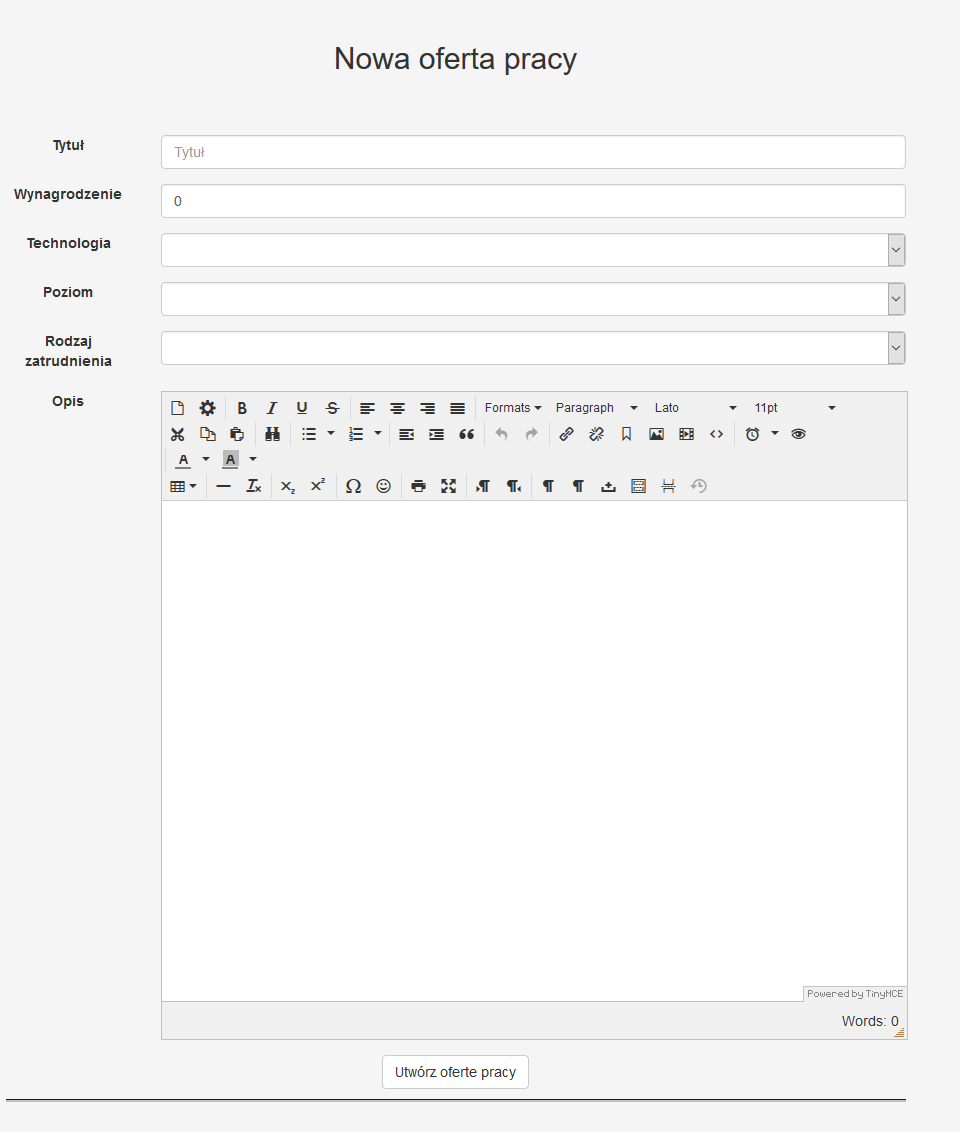 Nowa oferta pracy
Tytuł
Tytuł
Wynagrodzenie
0
Technologia
Poziom
Rodzaj
zatrudnienia
Opis
Formats Paragraph Lato 11pt
Powered by TinyMCE
Words: 0
Utwórz oferte pracy